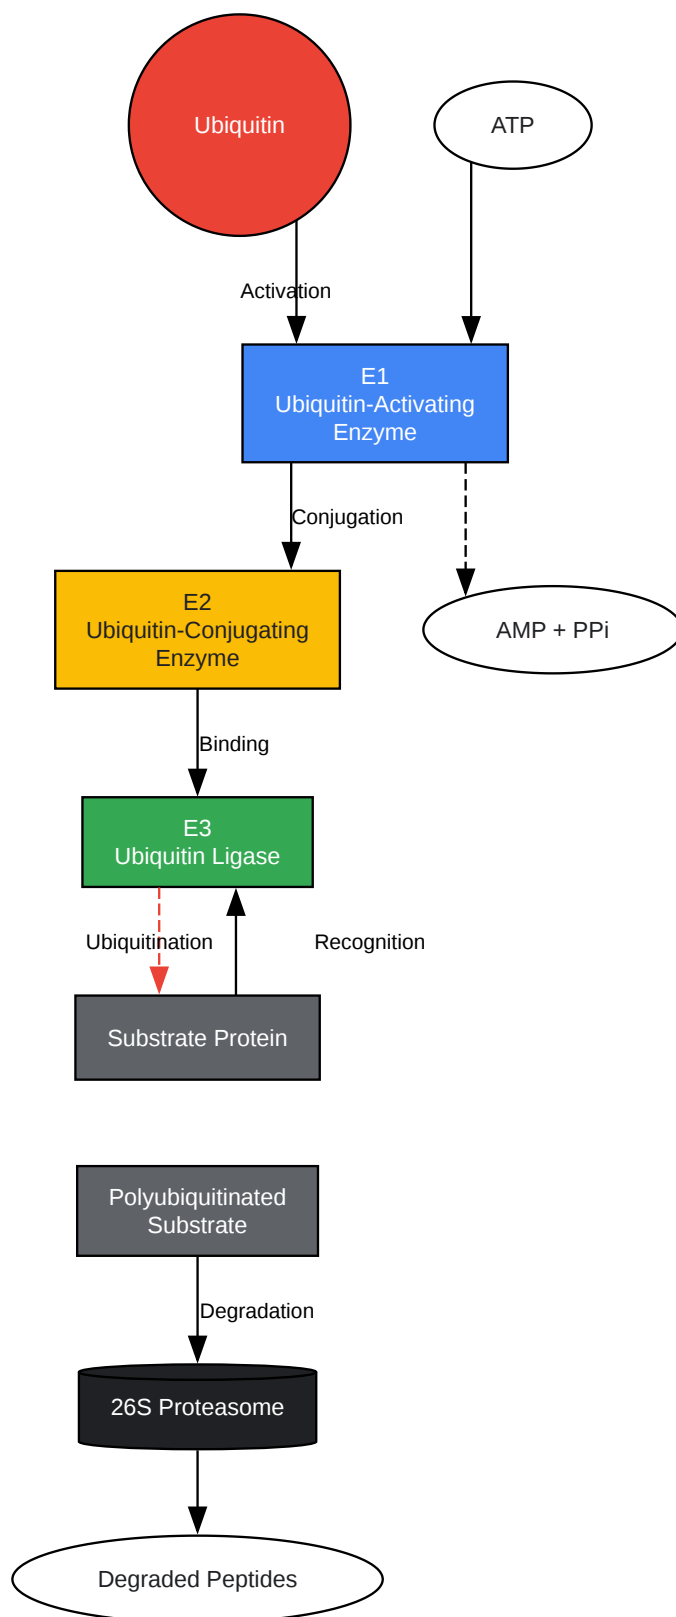 Ubiquitin
ATP
Activation
E1
Ubiquitin-Activating
Enzyme
Conjugation
E2
Ubiquitin-Conjugating
Enzyme
AMP + PPi
Binding
E3
Ubiquitin Ligase
Ubiquitination
Recognition
Substrate Protein
Polyubiquitinated
Substrate
Degradation
26S Proteasome
Degraded Peptides